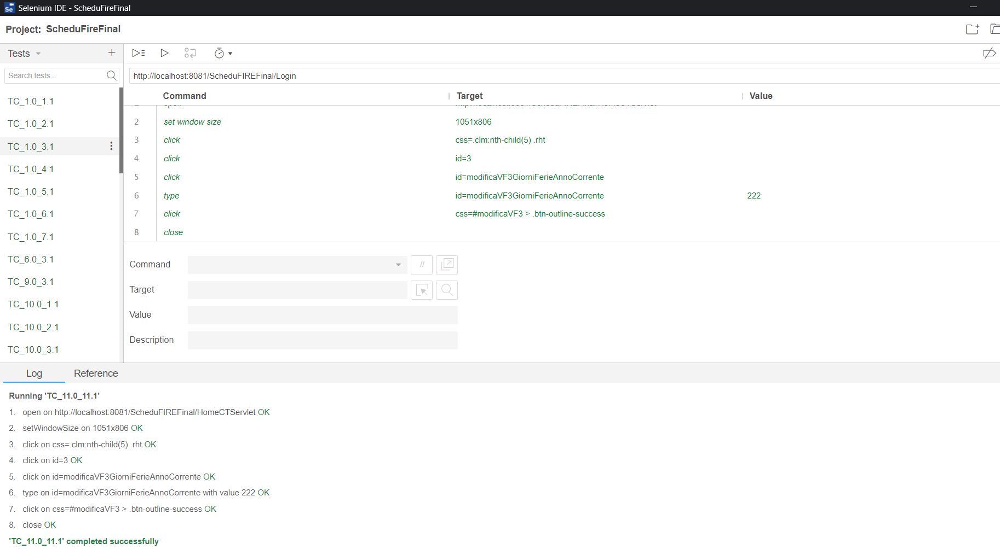 Selenium IDE - ScheduFireFinal
Project: ScheduFireFinal
Tests
Search tests...
TC_1.0_1.1
TC_1.0_2.1
TC_1.0_3.1
TC_1.0_4.1
TC_1.0_5.1
TC_1.0_6.1
TC_1.0_7.1
TC_6.0_3.1
TC_9.0_3.1
TC_10.0_1.1
TC_10.0_2.1
TC_10.0_3.1
http://localhost:8081/ScheduFIREFinal/Login
Command Target Value
2 set window size 1051x806
3 click css=.clm:nth-child(5) .rht
4 click id=3
5 click id=modificaVF3GiorniFerieAnnoCorrente
6 type id=modificaVF3GiorniFerieAnnoCorrente 222
7 click css=#modificaVF3 > .btn-outline-success
8 close
Command //
Target
Value
Description
Log Reference
Running 'TC_11.0_11.1'
1. open on http://localhost:8081/ScheduFIREFinal/HomeCTServlet OK
2. setWindowSize on 1051x806 OK
3. click on css=.clm:nth-child(5) .rht OK
4. click on id=3 OK
5. click on id=modificaVF3GiorniFerieAnnoCorrente OK
6. type on id=modificaVF3GiorniFerieAnnoCorrente with value 222 OK
7. click on css=#modificaVF3 > .btn-outline-success OK
8. close OK
'TC_11.0_11.1' completed successfully